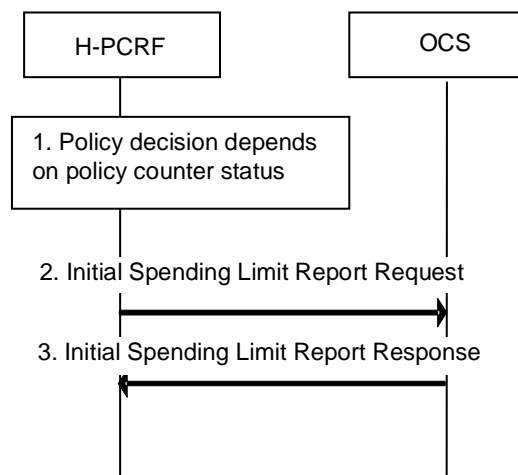 H-PCRF
OCS
1. Policy decision depends
on policy counter status
2. Initial Spending Limit Report Request
3. Initial Spending Limit Report Response